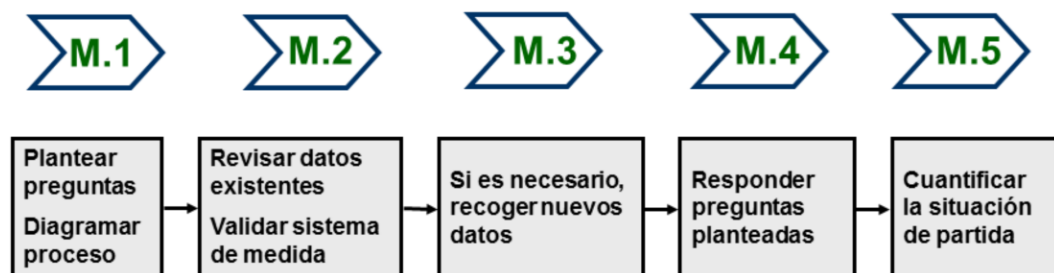 M.1
M.2
M.3
M.4
M.5
Plantear
preguntas
Diagramar
proceso
Revisar datos
existentes
Validar sistema
de medida
Si es necesario,
recoger nuevos
datos
Responder
preguntas
planteadas
Cuantificar
la situación
de partida